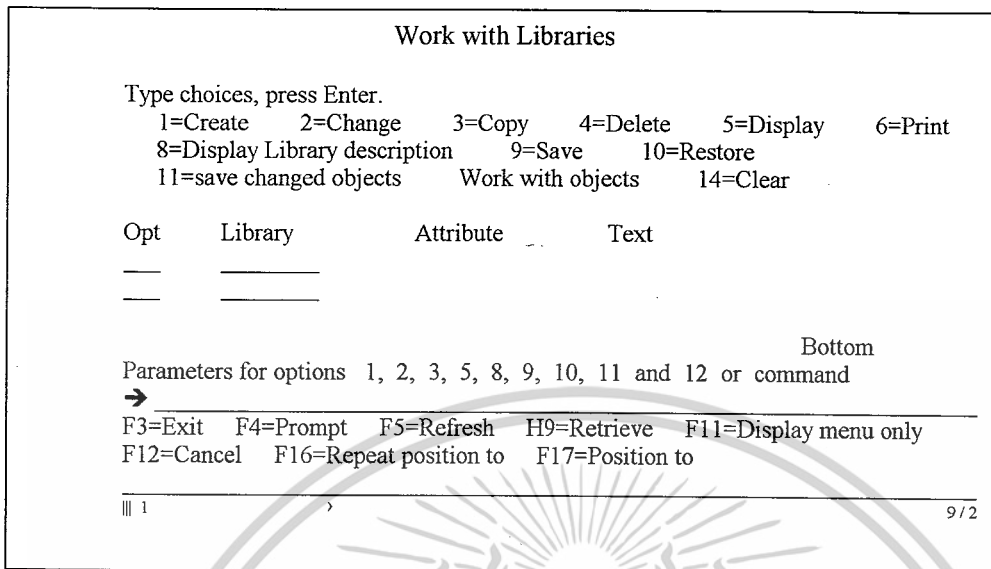 Work with Libraries
Type choices, press Enter.
1=Create 2=Change 3=Copy 4=Delete 5=Display 6=Print
8=Display Library description 9=Save 10=Restore
11=save changed objects Work with objects 14=Clear
Opt Library Attribute Text
Bottom
Parameters for options 1, 2, 3, 5, 8, 9, 10, 11 and 12 or command
➔
F3=Exit F4=Prompt F5=Refresh H9=Retrieve F11=Display menu only
F12=Cancel F16=Repeat position to F17=Position to
||| 1 › 9/2